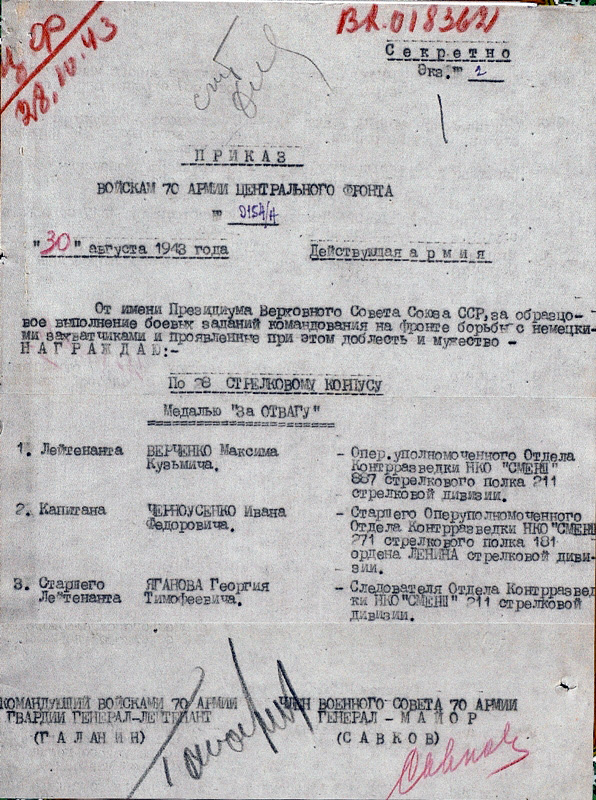 28.10.43
ВК.0183621
Секретно
Экз.№ 2
ПРИКАЗ
ВОЙСКАМ 70 АРМИИ ЦЕНТРАЛЬНОГО ФРОНТА
№ 015А/Н
"30" августа 1943 года
Действующая армия
От имени Президиума Верховного Совета Союза ССР,за образцо-
вое выполнение боевых заданий командования на фронте борьбы с немецки-
ми захватчиками и проявленные при этом доблесть и мужество -
НАГРАЖДАЮ:-
По 28 СТРЕЛКОВОМУ КОРПУСУ
Медалью "За ОТВАГУ"
1. Лейтенанта ВЕРЧЕНКО Максима - Опер.уполномоченного Отдела
Кузьмича. Контрразведки НКО "СМЕРШ"
887 стрелкового полка 211
стрелковой дивизии.
2. Капитана ЧЕРНОУСЕНКО Ивана - Старшего Оперуполномоченного
Федоровича. Отдела Контрразведки НКО"СМЕРШ
271 стрелкового полка 181
ордена ЛЕНИНА стрелковой диви-
зии.
3. Старшего ЯГАНОВА Георгия - Следователя Отдела Контрразвед
Лейтенанта Тимофеевича. ки НКО"СМЕРШ" 211 стрелковой
дивизии.
КОМАНДУЮЩИЙ ВОЙСКАМИ 70 АРМИИ
ГВАРДИИ ГЕНЕРАЛ-ЛЕЙТЕНАНТ
(ГАЛАНИН)
ЧЛЕН ВОЕННОГО СОВЕТА 70 АРМИИ
ГЕНЕРАЛ - МАЙОР
(САВКОВ)
Галанин
Савков